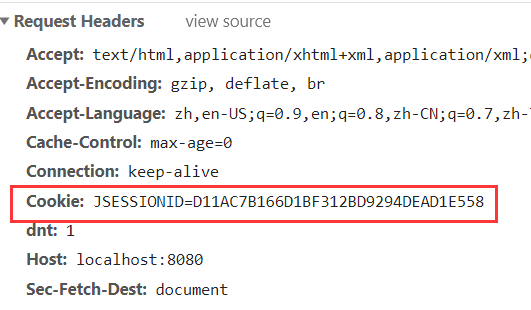 Request Headers view source
Accept: text/html,application/xhtml+xml,application/xml;
Accept-Encoding: gzip, deflate, br
Accept-Language: zh,en-US;q=0.9,en;q=0.8,zh-CN;q=0.7,zh-
Cache-Control: max-age=0
Connection: keep-alive
Cookie: JSESSIONID=D11AC7B166D1BF312BD9294DEAD1E558
dnt: 1
Host: localhost:8080
Sec-Fetch-Dest: document